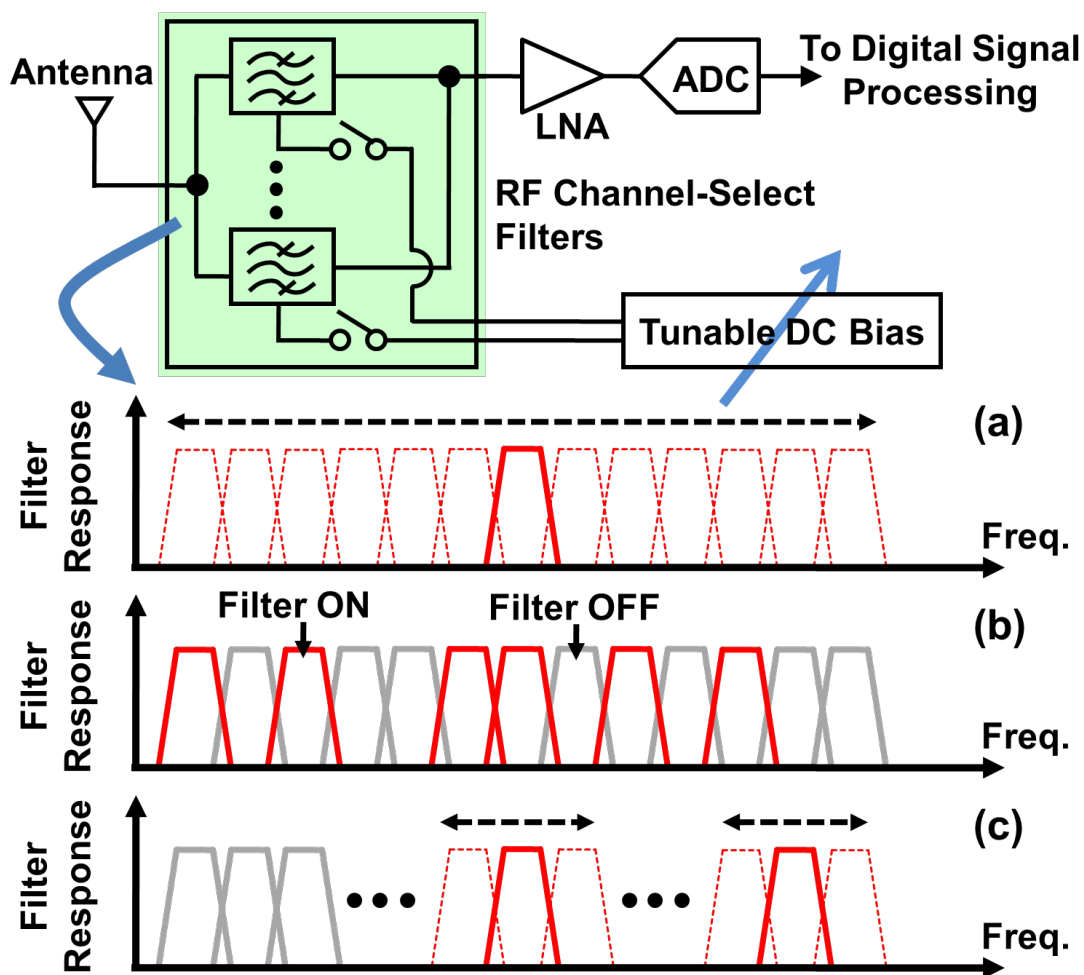 Antenna
LNA
ADC
To Digital Signal
Processing
RF Channel-Select
Filters
Tunable DC Bias
(a)
Filter
Response
Freq.
Filter ON
Filter OFF
(b)
Filter
Response
Freq.
(c)
Filter
Response
Freq.